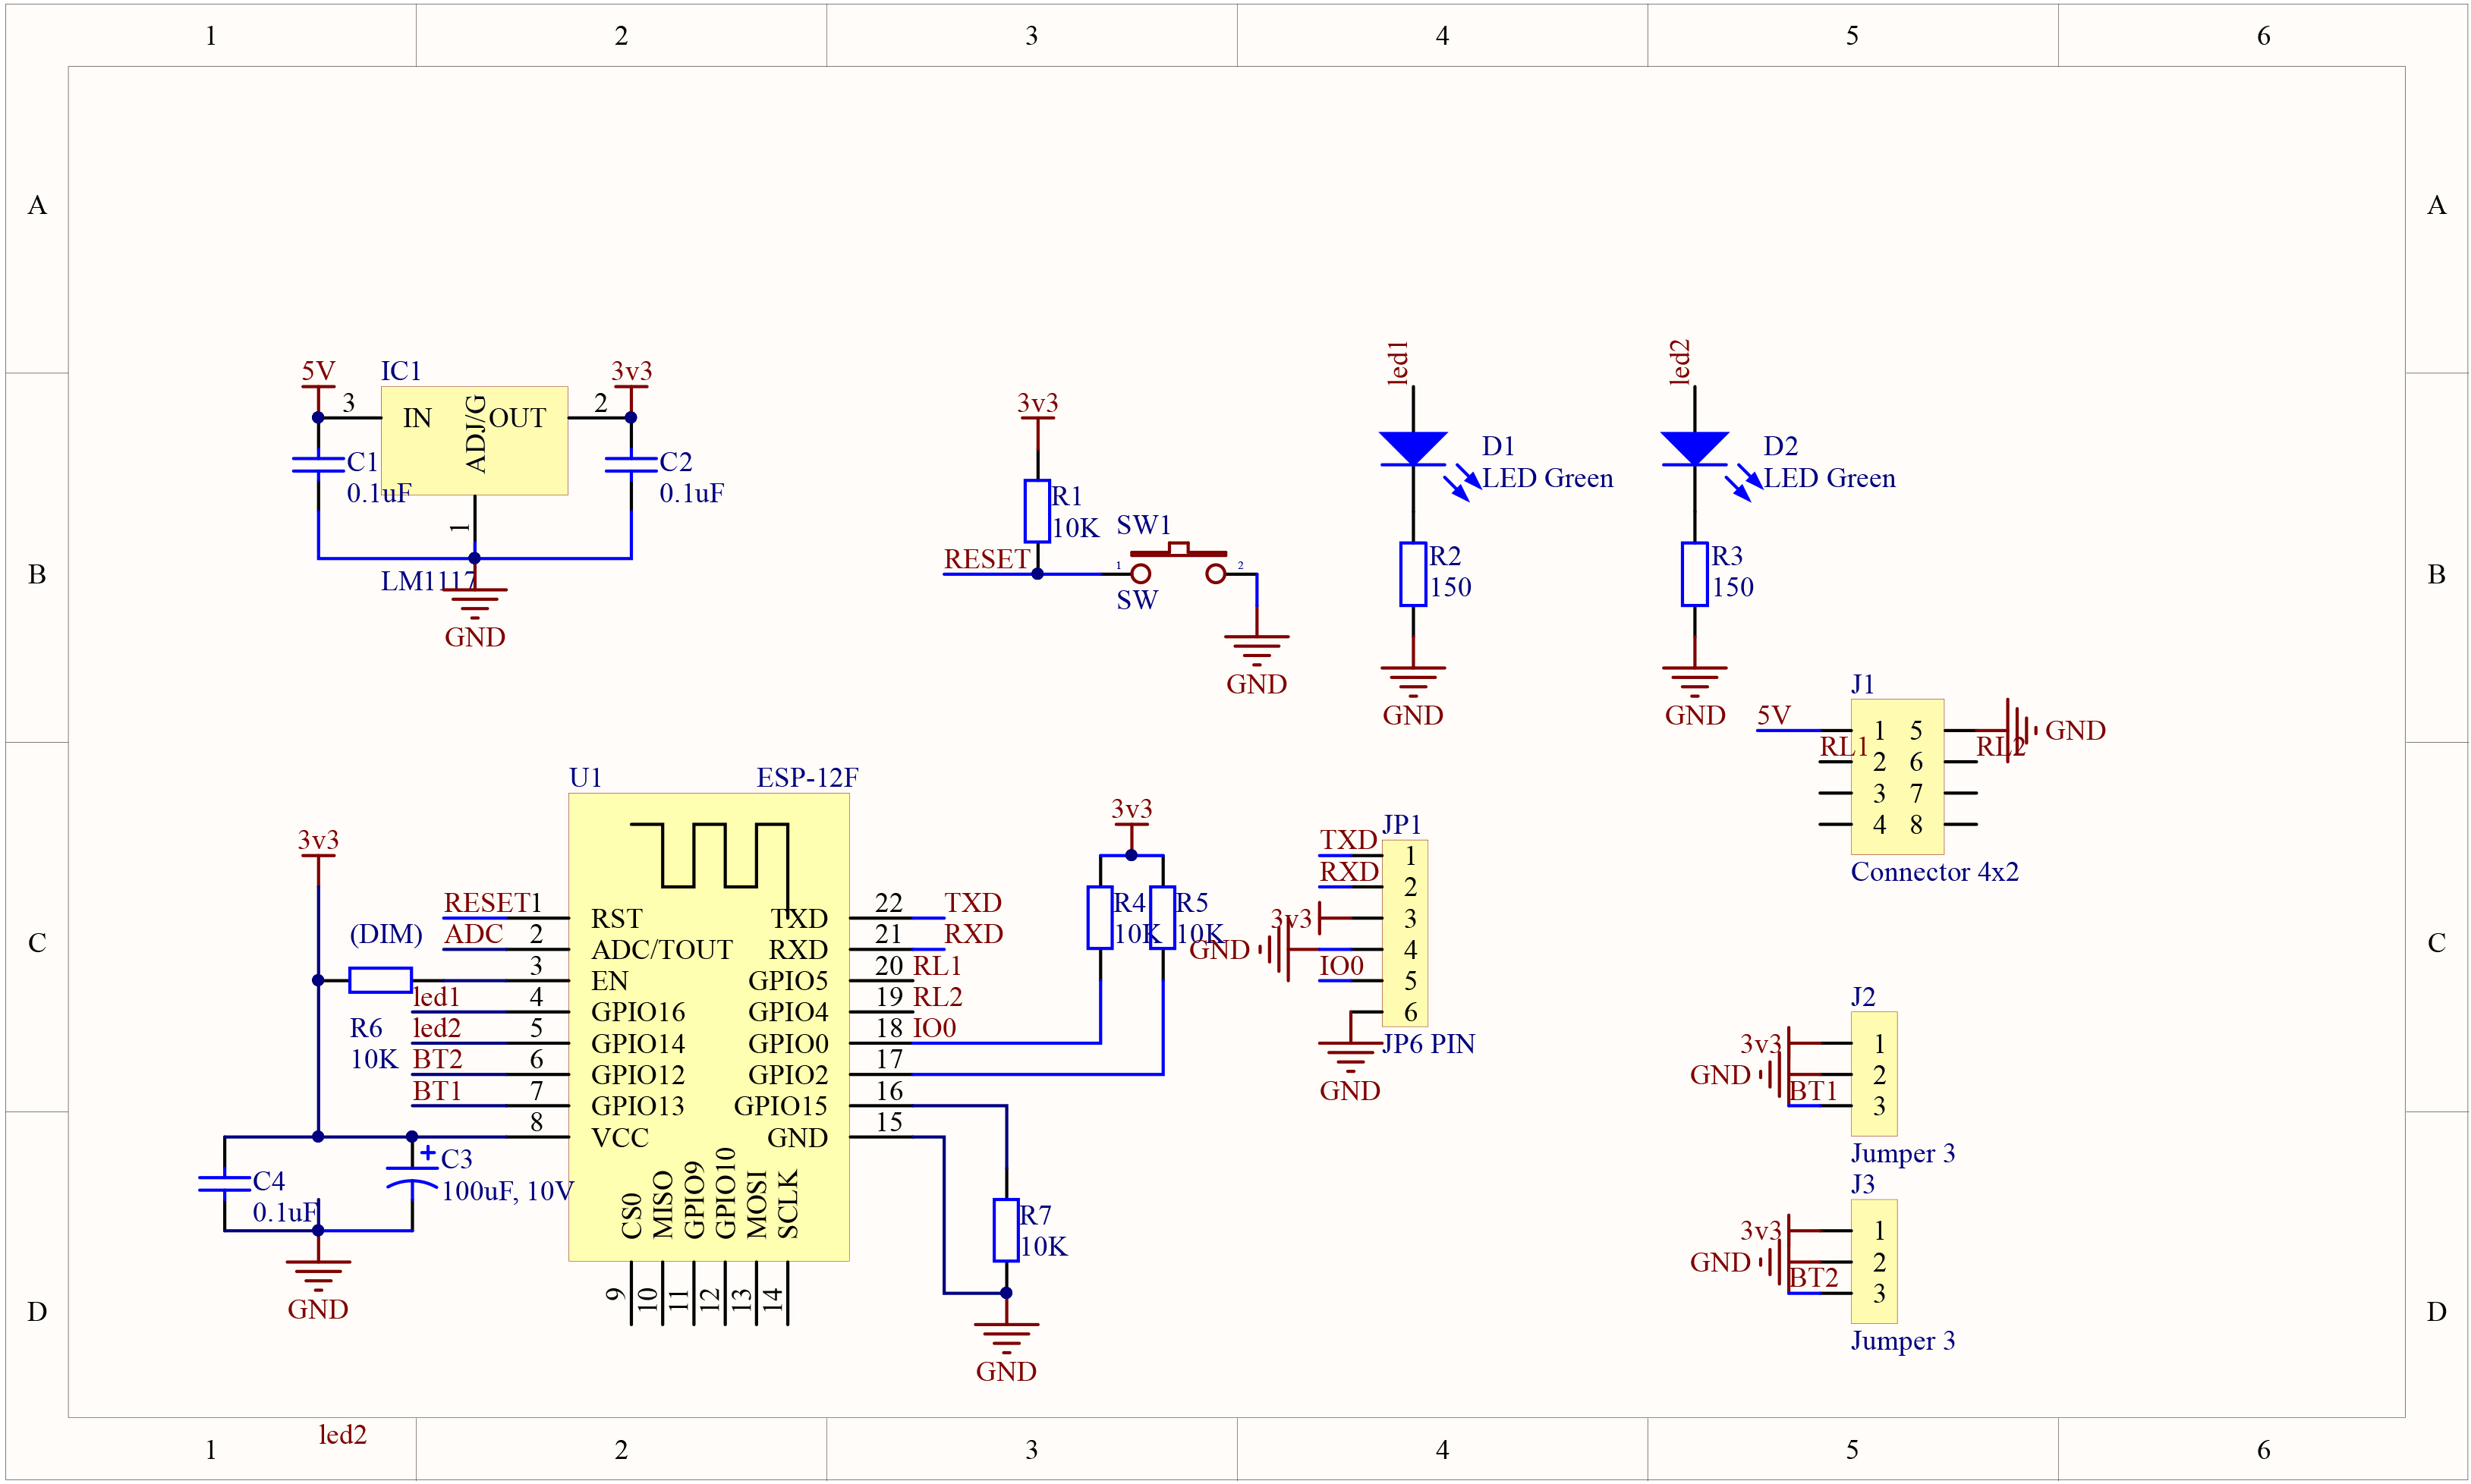 1 2 3 4 5 6
A A
led1 led2
5V IC1 3v3
3 IN ADJ/G OUT 2
3v3
D1
LED Green
D2
LED Green
C1
0.1uF
C2
0.1uF
1
LM1117
GND
R1
10K
SW1
RESET 1 2
SW
GND
R2
150
GND
R3
150
GND
B B
J1
5V 1 5 GND
RL1 2 6 RL2
3 7
4 8
Connector 4x2
U1 ESP-12F
3v3
RESET 1 RST
(DIM) ADC 2 ADC/TOUT
3 EN
led1 4 GPIO16
R6
10K
led2 5 GPIO14
BT2 6 GPIO12
BT1 7 GPIO13
8 VCC
TXD 22 TXD
RXD 21 RXD
GPIO5 20 RL1
GPIO4 19 RL2
GPIO0 18 IO0
GPIO2 17
GPIO15 16
GND 15
CS0 MISO GPIO9 GPIO10 MOSI SCLK
9 10 11 12 13 14
C4
0.1uF
C3
100uF, 10V
GND
3v3
R4
10K
R5
10K
R7
10K
GND
JP1
TXD 1
RXD 2
3v3 3
GND 4
IO0 5
6
JP6 PIN
GND
C C
J2
3v3 1
GND 2
BT1 3
Jumper 3
J3
3v3 1
GND 2
BT2 3
Jumper 3
D D
led2
1 2 3 4 5 6